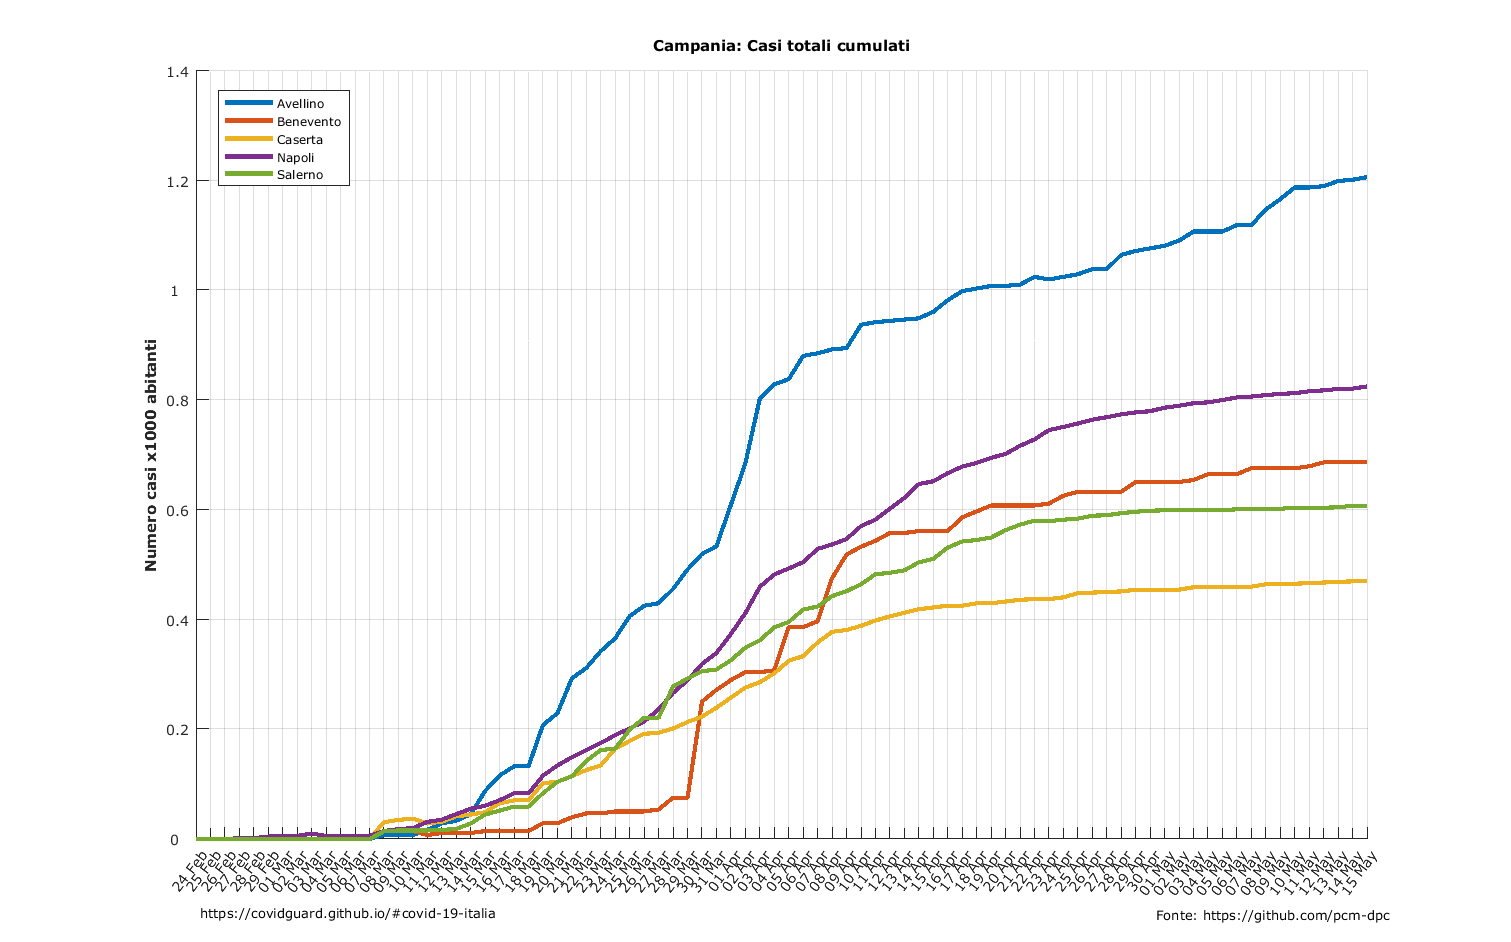 Campania: Casi totali cumulati
1.4
1.2
1
0.8
0.6
0.4
0.2
0
Numero casi x1000 abitanti
Avellino
Benevento
Caserta
Napoli
Salerno
24 Feb
25 Feb
26 Feb
27 Feb
28 Feb
29 Feb
01 Mar
02 Mar
03 Mar
04 Mar
05 Mar
06 Mar
07 Mar
08 Mar
09 Mar
10 Mar
11 Mar
12 Mar
13 Mar
14 Mar
15 Mar
16 Mar
17 Mar
18 Mar
19 Mar
20 Mar
21 Mar
22 Mar
23 Mar
24 Mar
25 Mar
26 Mar
27 Mar
28 Mar
29 Mar
30 Mar
31 Mar
01 Apr
02 Apr
03 Apr
04 Apr
05 Apr
06 Apr
07 Apr
08 Apr
09 Apr
10 Apr
11 Apr
12 Apr
13 Apr
14 Apr
15 Apr
16 Apr
17 Apr
18 Apr
19 Apr
20 Apr
21 Apr
22 Apr
23 Apr
24 Apr
25 Apr
26 Apr
27 Apr
28 Apr
29 Apr
30 Apr
01 May
02 May
03 May
04 May
05 May
06 May
07 May
08 May
09 May
10 May
11 May
12 May
13 May
14 May
15 May
https://covidguard.github.io/#covid-19-italia
Fonte: https://github.com/pcm-dpc